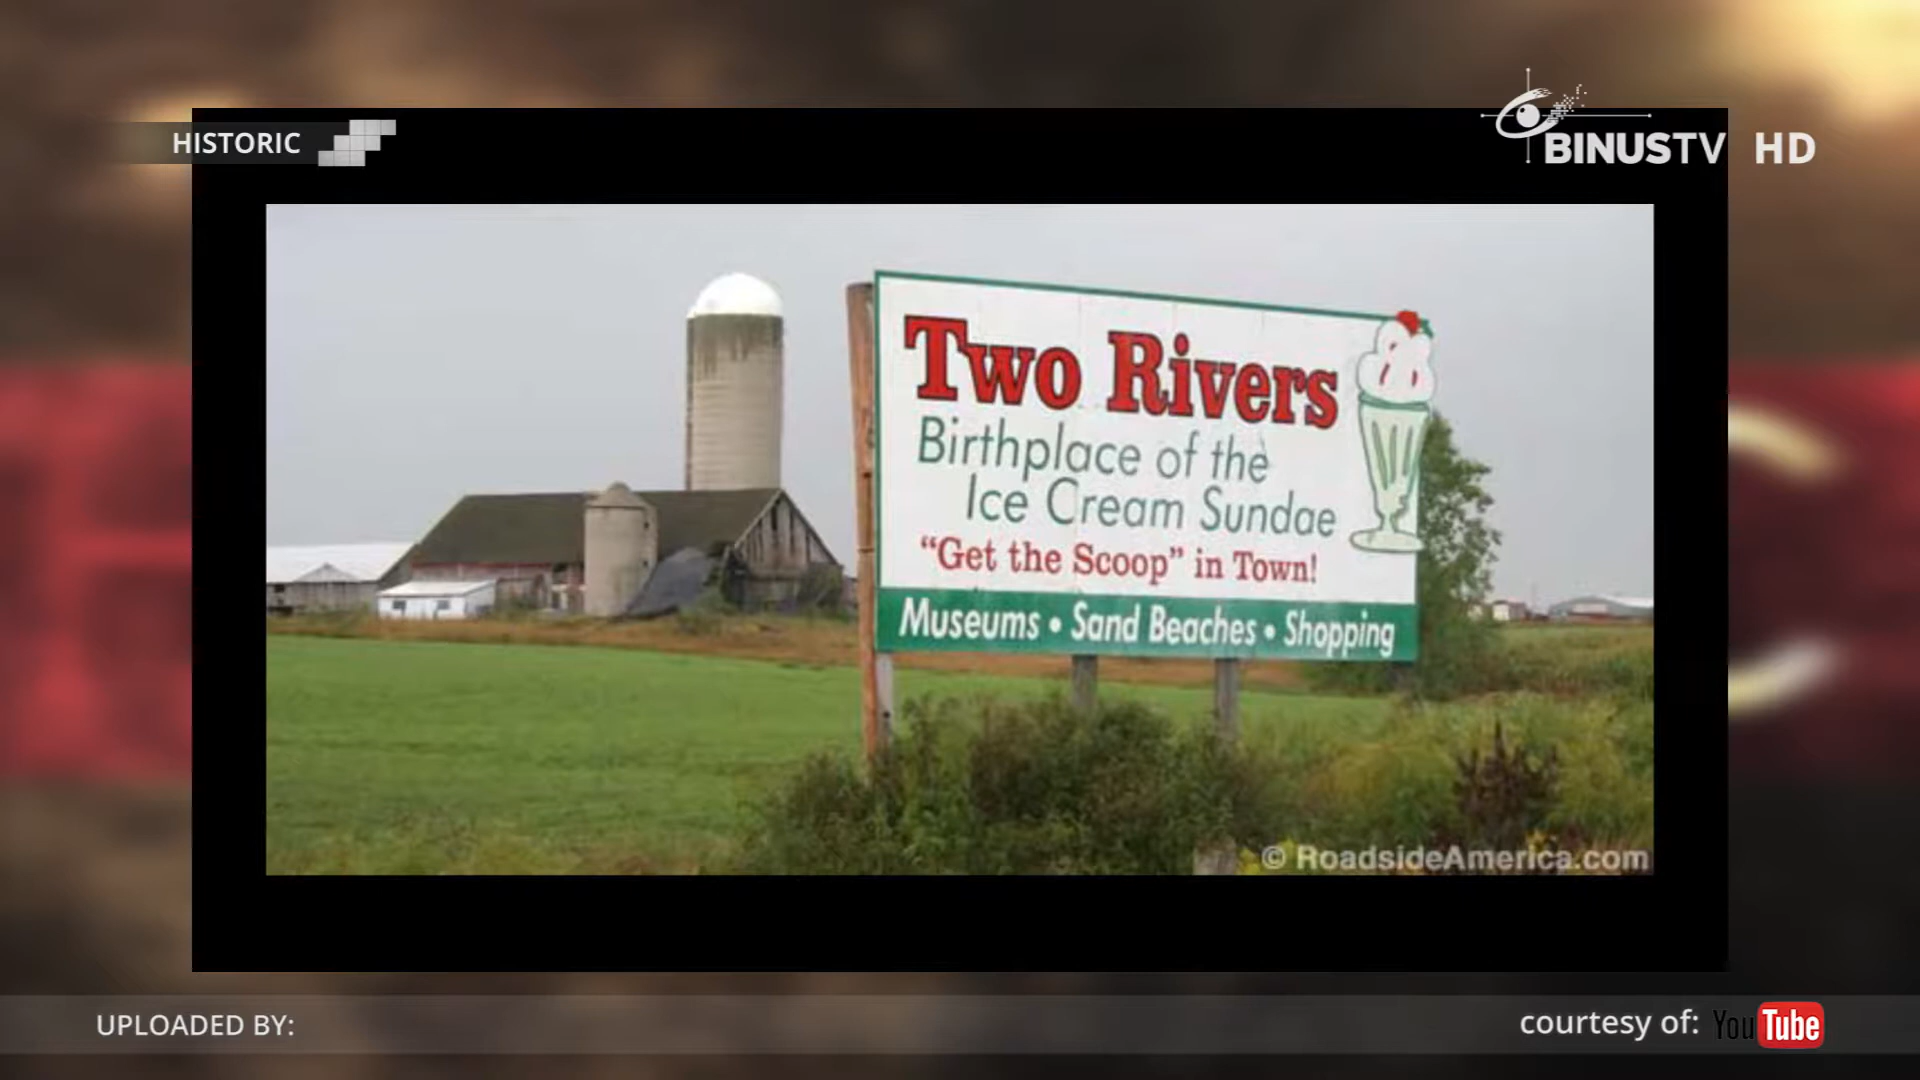 HISTORIC
BINUSTV HD
Two Rivers
Birthplace of the
Ice Cream Sundae
“Get the Scoop” in Town!
Museums • Sand Beaches • Shopping
© RoadsideAmerica.com
UPLOADED BY:
courtesy of: YouTube